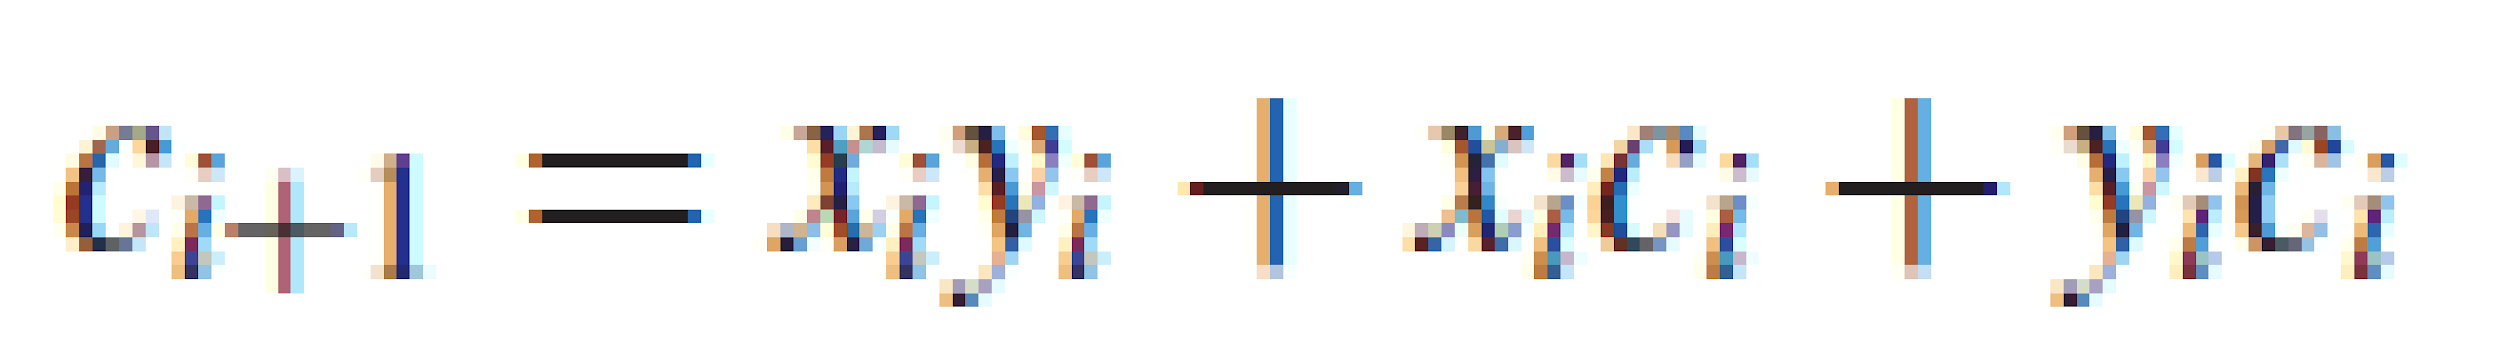 c_{i+1} = x_i y_i + x_i c_i + y_i c_i